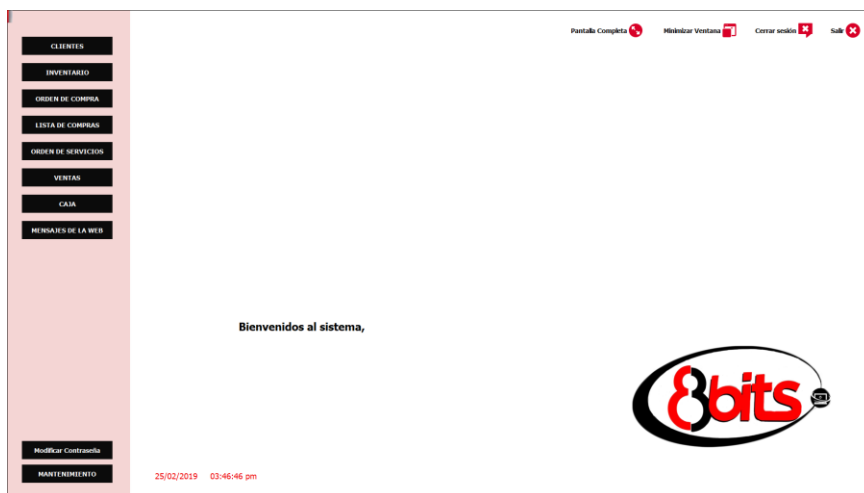 Pantalla Completa
Minimizar Ventana
Cerrar sesión
Salir
CLIENTES
INVENTARIO
ORDEN DE COMPRA
LISTA DE COMPRAS
ORDEN DE SERVICIOS
VENTAS
CAJA
MENSAJES DE LA WEB
Bienvenidos al sistema,
8bits
Modificar Contraseña
MANTENIMIENTO
25/02/2019 03:46:46 pm